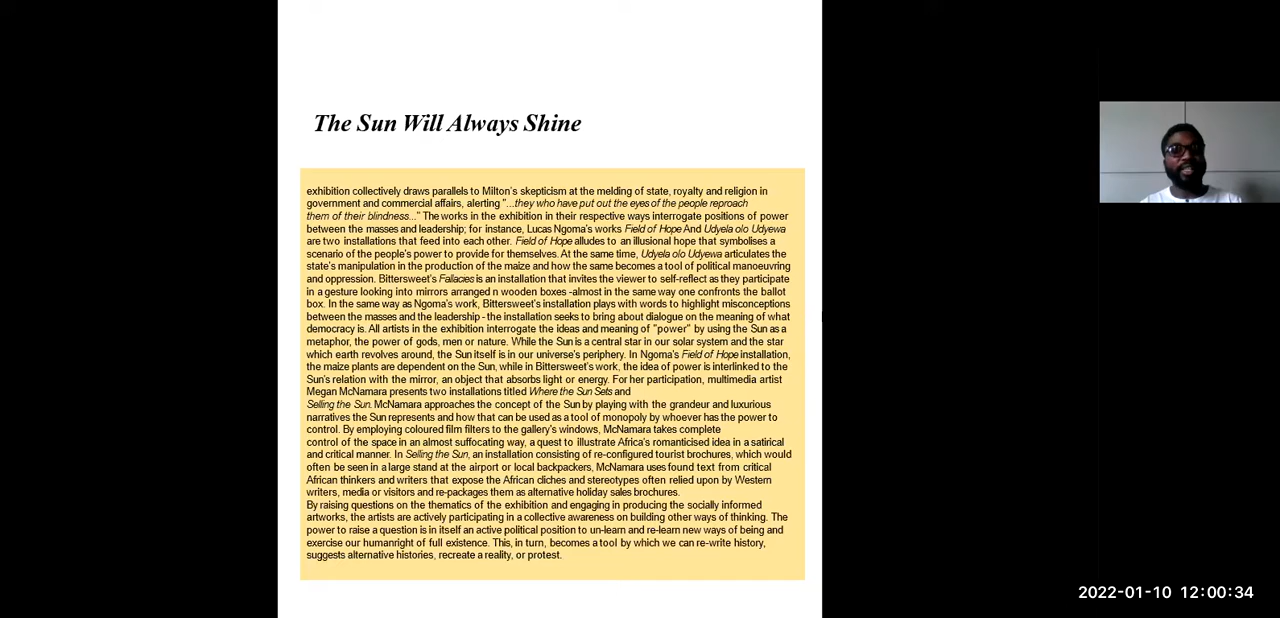 The Sun Will Always Shine
exhibition collectively draws parallels to Milton's skepticism at the melding of state, royalty and religion in
government and commercial affairs, alerting "...they who have put out the eyes of the people reproach
them of their blindness..." The works in the exhibition in their respective ways interrogate positions of power
between the masses and leadership; for instance, Lucas Ngoma's works Field of Hope And Udyela olo Udyewa
are two installations that feed into each other. Field of Hope alludes to an illusional hope that symbolises a
scenario of the people's power to provide for themselves. At the same time, Udyela olo Udyewa articulates the
state's manipulation in the production of the maize and how the same becomes a tool of political manoeuvring
and oppression. Bittersweet's Fallacies is an installation that invites the viewer to self-reflect as they participate
in a gesture looking into mirrors arranged n wooden boxes -almost in the same way one confronts the ballot
box. In the same way as Ngoma's work, Bittersweet's installation plays with words to highlight misconceptions
between the masses and the leadership - the installation seeks to bring about dialogue on the meaning of what
democracy is. All artists in the exhibition interrogate the ideas and meaning of "power" by using the Sun as a
metaphor, the power of gods, men or nature. While the Sun is a central star in our solar system and the star
which earth revolves around, the Sun itself is in our universe's periphery. In Ngoma's Field of Hope installation,
the maize plants are dependent on the Sun, while in Bittersweet's work, the idea of power is interlinked to the
Sun's relation with the mirror, an object that absorbs light or energy. For her participation, multimedia artist
Megan McNamara presents two installations titled Where the Sun Sets and
Selling the Sun. McNamara approaches the concept of the Sun by playing with the grandeur and luxurious
narratives the Sun represents and how that can be used as a tool of monopoly by whoever has the power to
control. By employing coloured film filters to the gallery's windows, McNamara takes complete
control of the space in an almost suffocating way, a quest to illustrate Africa's romanticised idea in a satirical
and critical manner. In Selling the Sun, an installation consisting of re-configured tourist brochures, which would
often be seen in a large stand at the airport or local backpackers, McNamara uses found text from critical
African thinkers and writers that expose the African cliches and stereotypes often relied upon by Western
writers, media or visitors and re-packages them as alternative holiday sales brochures.
By raising questions on the thematics of the exhibition and engaging in producing the socially informed
artworks, the artists are actively participating in a collective awareness on building other ways of thinking. The
power to raise a question is in itself an active political position to un-learn and re-learn new ways of being and
exercise our humanright of full existence. This, in turn, becomes a tool by which we can re-write history,
suggests alternative histories, recreate a reality, or protest.
2022-01-10 12:00:34